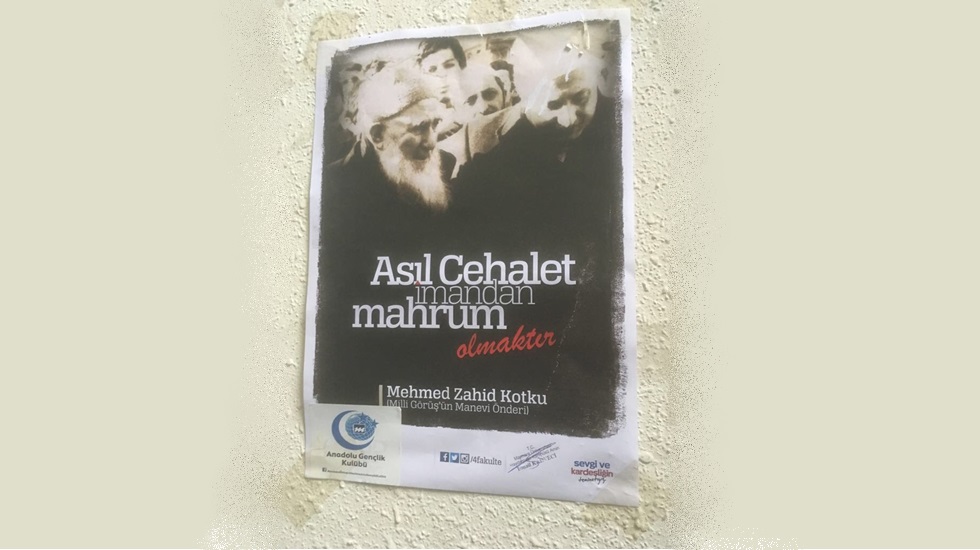 Asıl Cehalet
imandan
mahrum
olmaktır
Mehmed Zahid Kotku
(Milli Görüş'ün Manevi Önderi)
Anadolu Gençlik
Kulübü
/4fakulte
sevgi ve
kardeşliğin